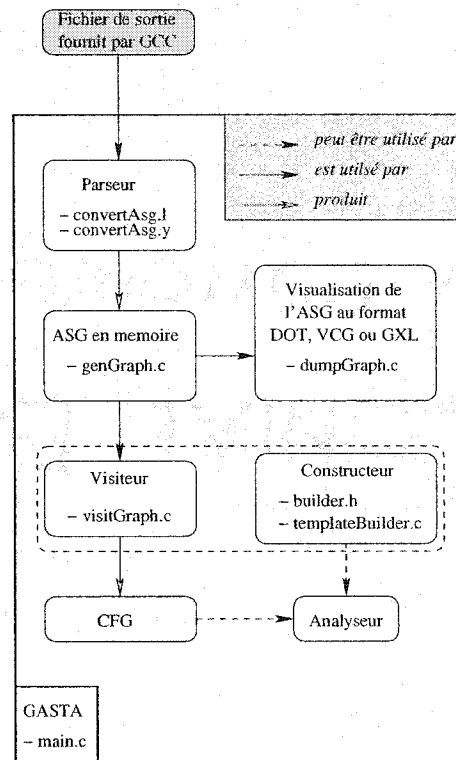 Fichier de sortie
fournit par GCC
peut être utilisé par
est utilsé par
produit
Parseur
– convertAsg.l
– convertAsg.y
Visualisation de
l'ASG au format
DOT, VCG ou GXL
– dumpGraph.c
ASG en memoire
– genGraph.c
Visiteur
– visitGraph.c
Constructeur
– builder.h
– templateBuilder.c
CFG
Analyseur
GASTA
– main.c